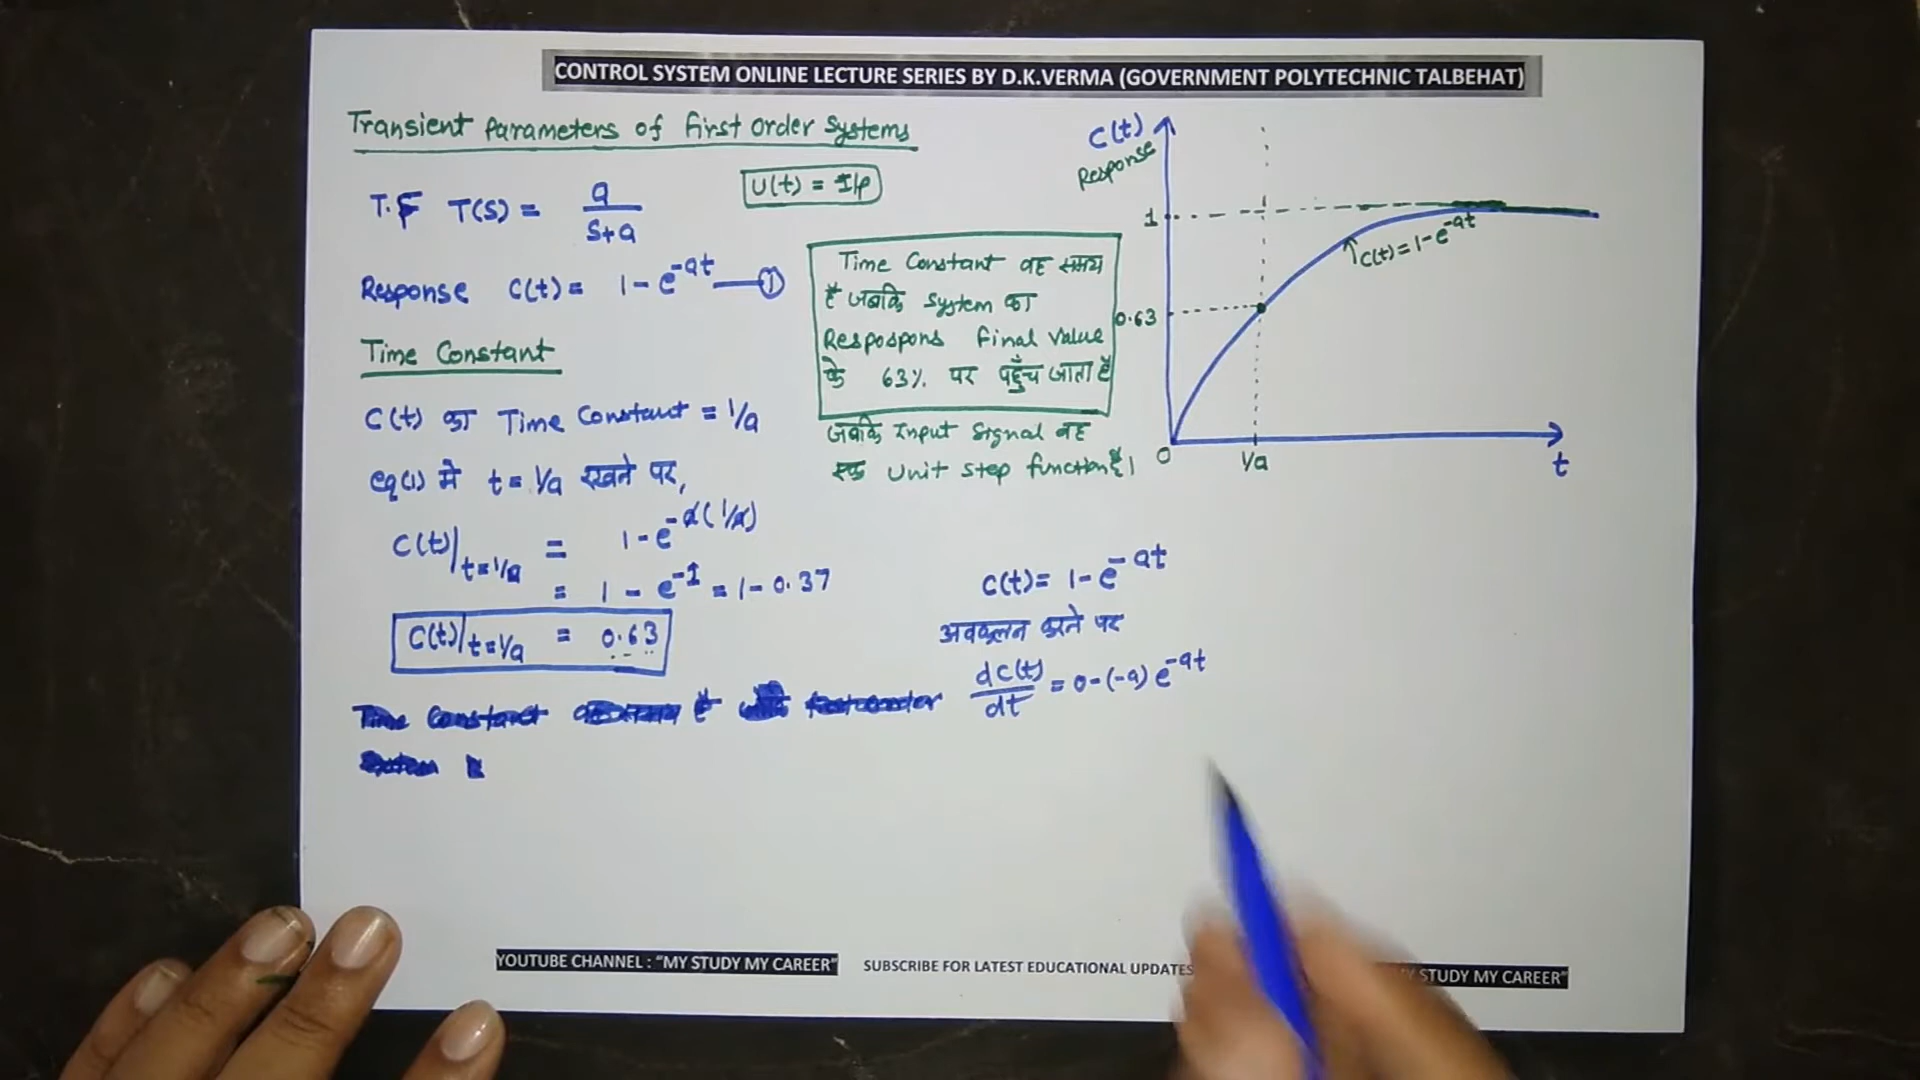 CONTROL SYSTEM ONLINE LECTURE SERIES BY D.K.VERMA (GOVERNMENT POLYTECHNIC TALBEHAT)
Transient Parameters of First Order Systems
T.F T(S) = a/(S+a)
U(t) = I/P
Response C(t) = 1 - e^-at —— ①
Time Constant
C(t) का Time Constant = 1/a
eq(1) में t = 1/a रखने पर,
C(t)|t=1/a = 1 - e^-a(1/a)
= 1 - e^-1 = 1 - 0.37
C(t)|t=1/a = 0.63
Time Constant वह समय
है जबकि System का
Respospons Final Value
के 63% पर पहुँच जाता है
जबकि Input Signal वह
एक Unit Step function है।
C(t)
Response
1
0.63
0
1/a
t
C(t) = 1 - e^-at
C(t) = 1 - e^-at
अवकलन करने पर
dC(t)/dt = 0 - (-a) e^-at
YOUTUBE CHANNEL : "MY STUDY MY CAREER"
SUBSCRIBE FOR LATEST EDUCATIONAL UPDATES
MY STUDY MY CAREER"